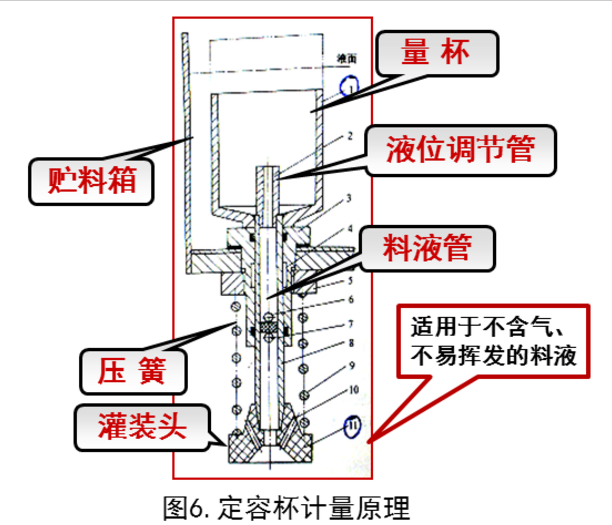 液面
量杯
1
2
液位调节管
贮料箱
3
4
料液管
5
6
7
适用于不含气、
不易挥发的料液
8
压簧
9
10
灌装头
11
图6.定容杯计量原理